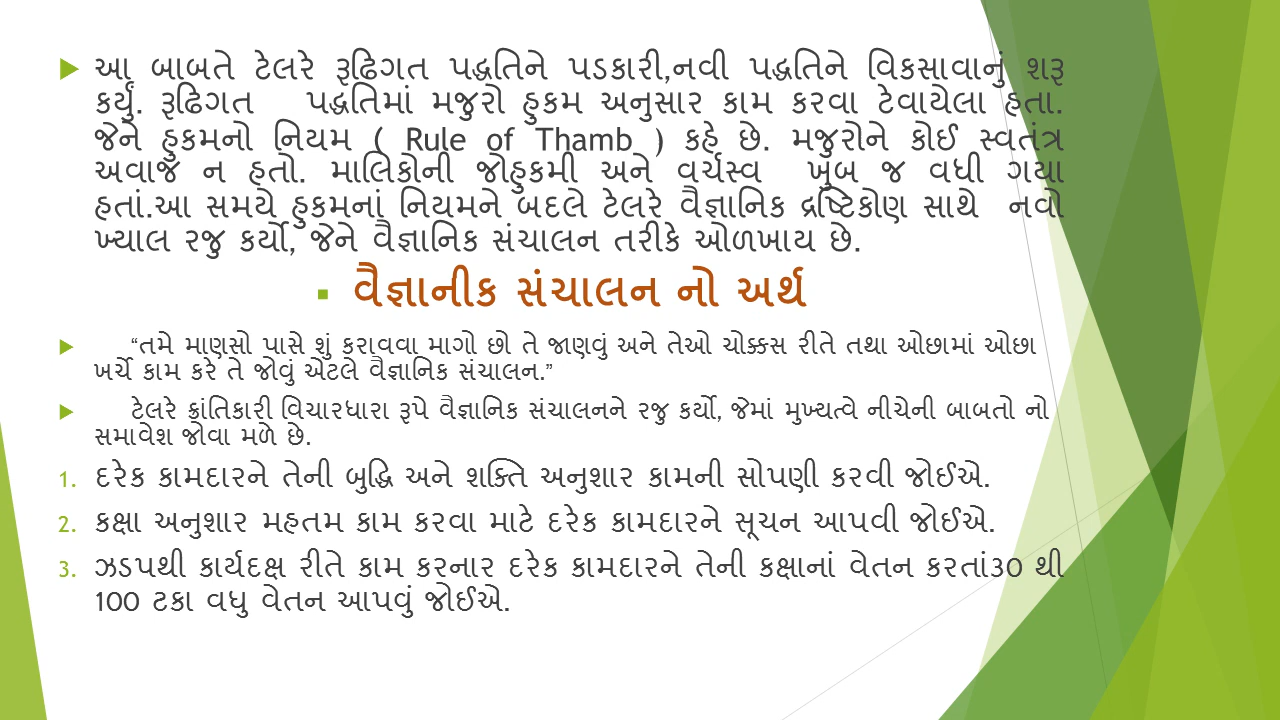 આ બાબતે ટેલરે રૂઢિગત પદ્ધતિને પડકારી,નવી પદ્ધતિને વિકસાવાનું શરૂ
કર્યું. રૂઢિગત પદ્ધતિમાં મજુરો હુકમ અનુસાર કામ કરવા ટેવાયેલા હતા.
જેને હુકમનો નિયમ ( Rule of Thamb ) કહે છે. મજુરોને કોઈ સ્વતંત્ર
અવાજ ન હતો. માલિકોની જોહુકમી અને વર્ચસ્વ ખુબ જ વધી ગયા
હતાં.આ સમયે હુકમનાં નિયમને બદલે ટેલરે વૈજ્ઞાનિક દ્રષ્ટિકોણ સાથે નવો
ખ્યાલ રજુ કર્યો, જેને વૈજ્ઞાનિક સંચાલન તરીકે ઓળખાય છે.
વૈજ્ઞાનીક સંચાલન નો અર્થ
“તમે માણસો પાસે શું કરાવવા માગો છો તે જાણવું અને તેઓ ચોક્કસ રીતે તથા ઓછામાં ઓછા
ખર્ચે કામ કરે તે જોવું એટલે વૈજ્ઞાનિક સંચાલન.”
ટેલરે ક્રાંતિકારી વિચારધારા રૂપે વૈજ્ઞાનિક સંચાલનને રજુ કર્યો, જેમાં મુખ્યત્વે નીચેની બાબતો નો
સમાવેશ જોવા મળે છે.
1. દરેક કામદારને તેની બુદ્ધિ અને શક્તિ અનુશાર કામની સોપણી કરવી જોઈએ.
2. કક્ષા અનુશાર મહતમ કામ કરવા માટે દરેક કામદારને સૂચન આપવી જોઈએ.
3. ઝડપથી કાર્યદક્ષ રીતે કામ કરનાર દરેક કામદારને તેની કક્ષાનાં વેતન કરતાં૩૦ થી
100 ટકા વધુ વેતન આપવું જોઈએ.